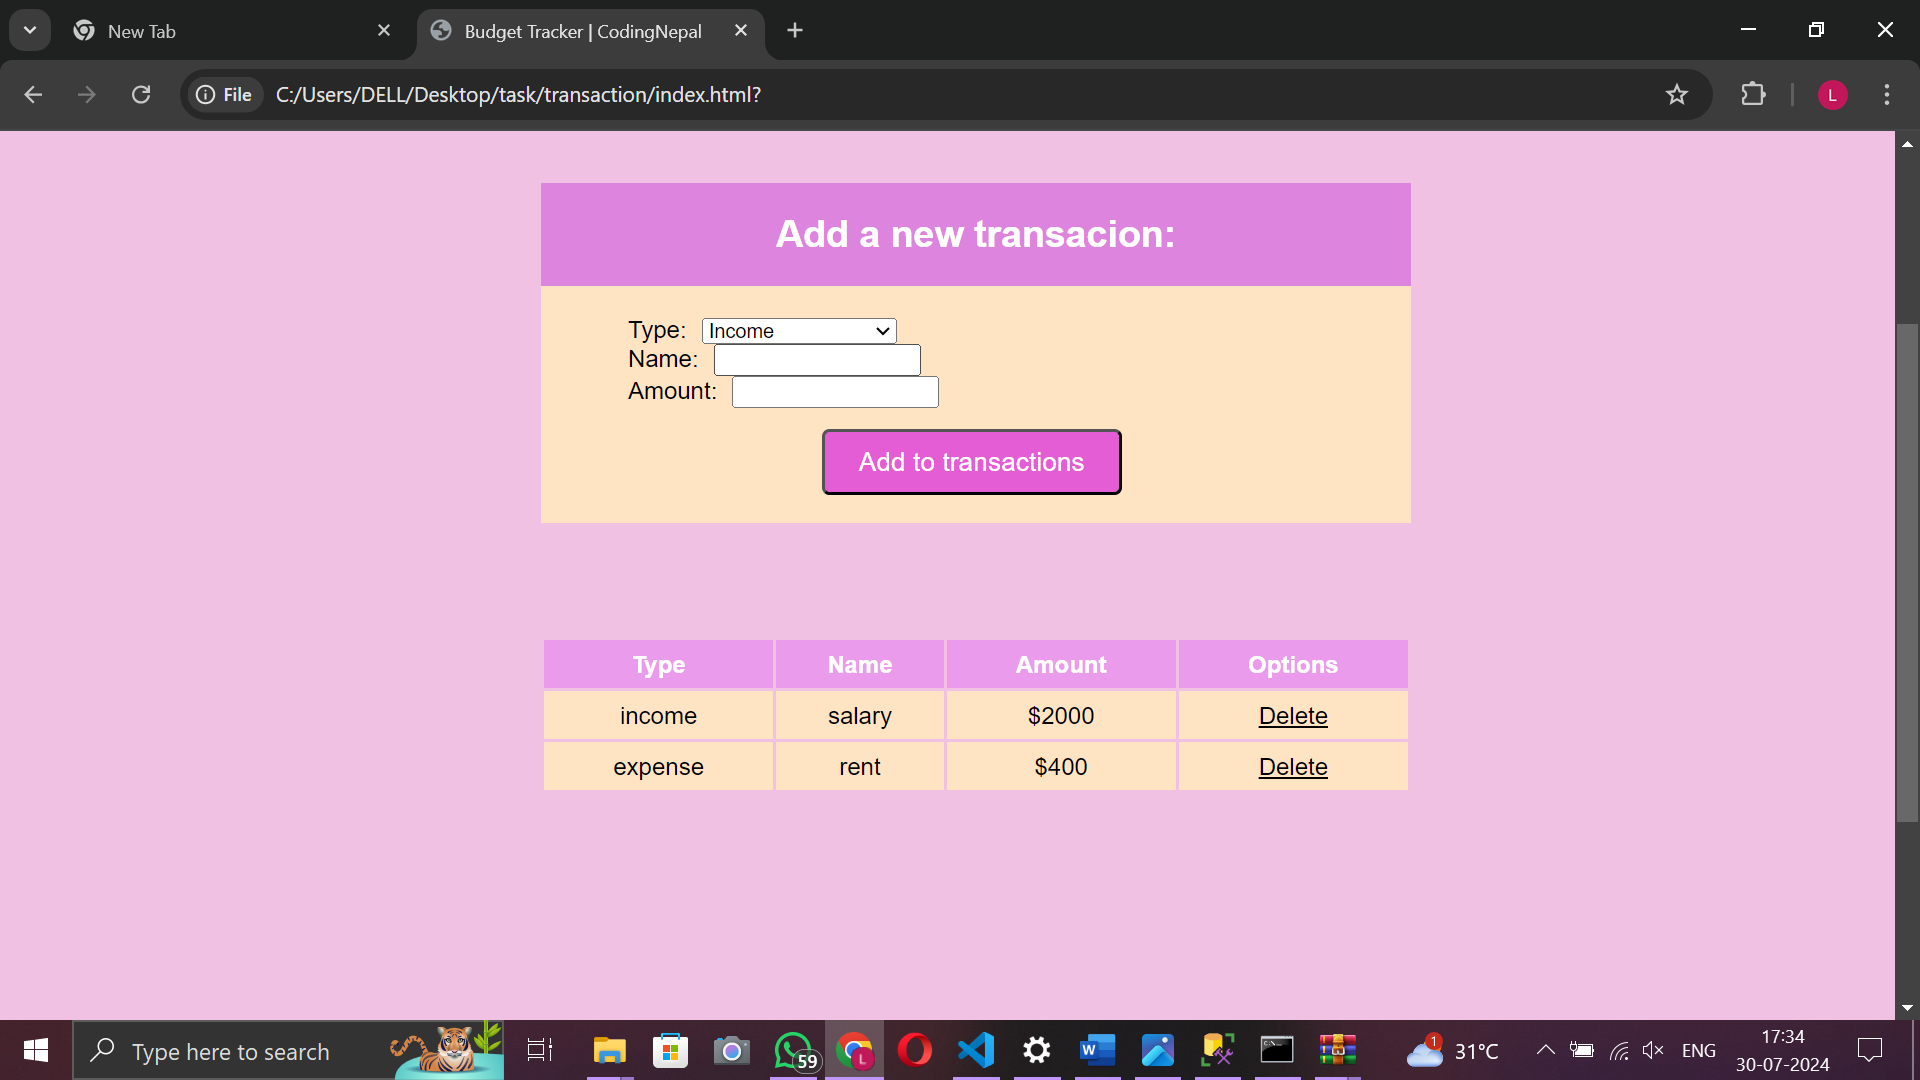 New Tab
Budget Tracker | CodingNepal
File
C:/Users/DELL/Desktop/task/transaction/index.html?
L
Add a new transacion:
Type: Income
Name:
Amount:
Add to transactions
Type Name Amount Options
income salary $2000 Delete
expense rent $400 Delete
Type here to search
59
L
W
1
31°C
ENG
17:34
30-07-2024